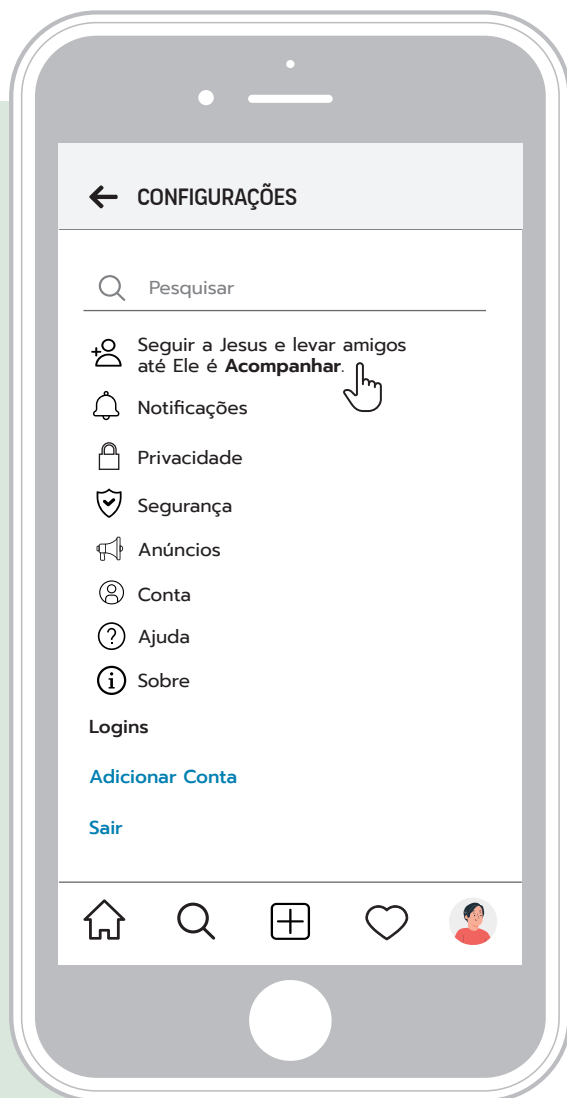 CONFIGURAÇÕES
Pesquisar
Seguir a Jesus e levar amigos
até Ele é Acompanhar.
Notificações
Privacidade
Segurança
Anúncios
Conta
Ajuda
Sobre
Logins
Adicionar Conta
Sair